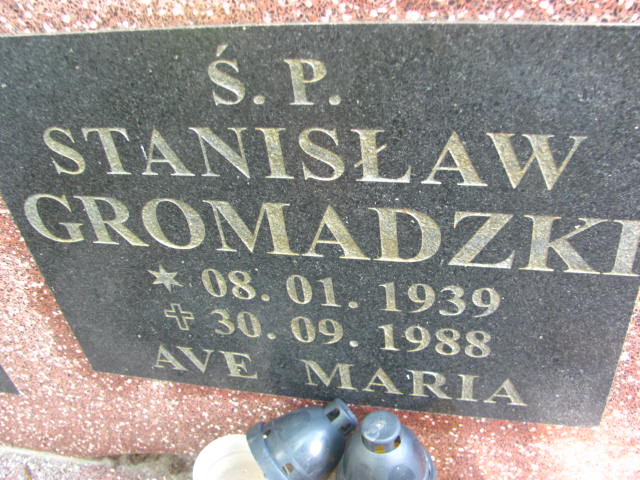 Ś. P.
STANISŁAW
GROMADZKI
* 08. 01. 1939
✝ 30. 09. 1988
AVE MARIA